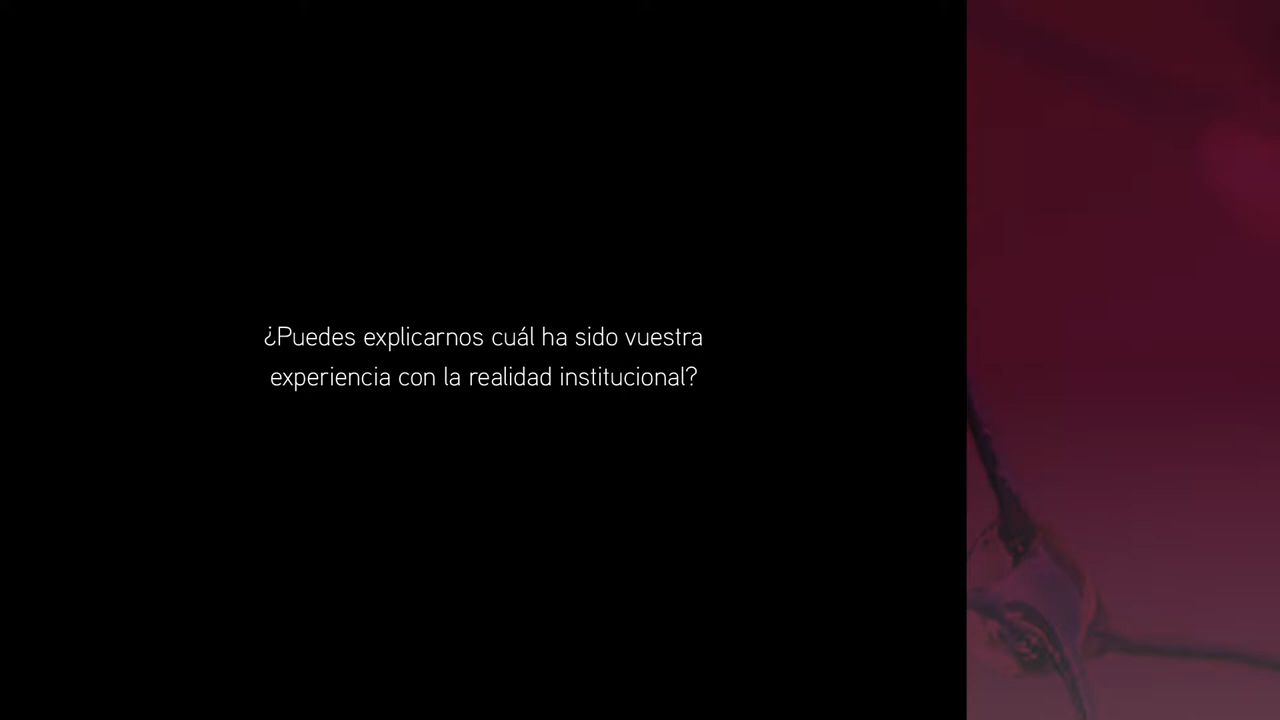 ¿Puedes explicarnos cuál ha sido vuestra
experiencia con la realidad institucional?